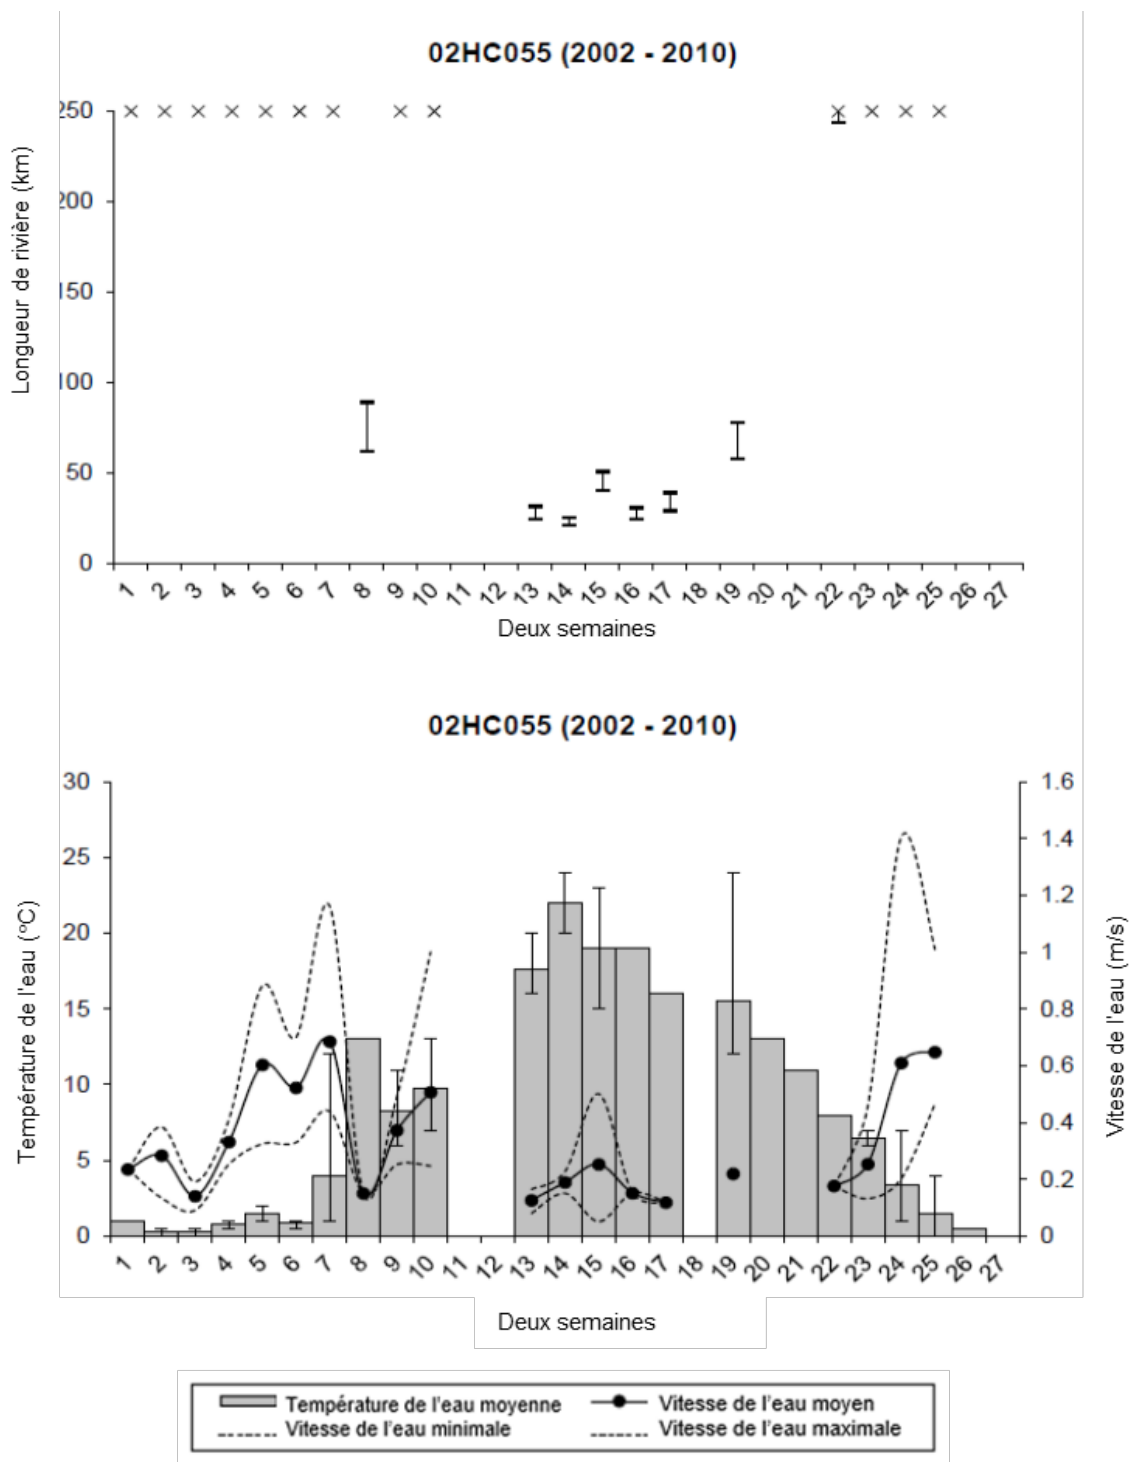 02HC055 (2002 - 2010)
Longueur de rivière (km)
250
200
150
100
50
0
1 2 3 4 5 6 7 8 9 10 11 12 13 14 15 16 17 18 19 20 21 22 23 24 25 26 27
Deux semaines
02HC055 (2002 - 2010)
Température de l'eau (°C)
30
25
20
15
10
5
0
1.6
1.4
1.2
1
0.8
0.6
0.4
0.2
0
Vitesse de l'eau (m/s)
1 2 3 4 5 6 7 8 9 10 11 12 13 14 15 16 17 18 19 20 21 22 23 24 25 26 27
Deux semaines
Température de l'eau moyenne Vitesse de l'eau moyen
Vitesse de l'eau minimale Vitesse de l'eau maximale